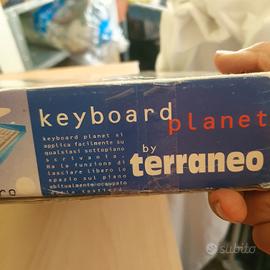 keyboard planet
by terraneo
keyboard planet si
applica facilmente su
qualsiasi sottopiano
scrivania.
Ha la funzione di
lasciare libero lo
spazio sul piano
abitualmente occupato
tastiera
subito